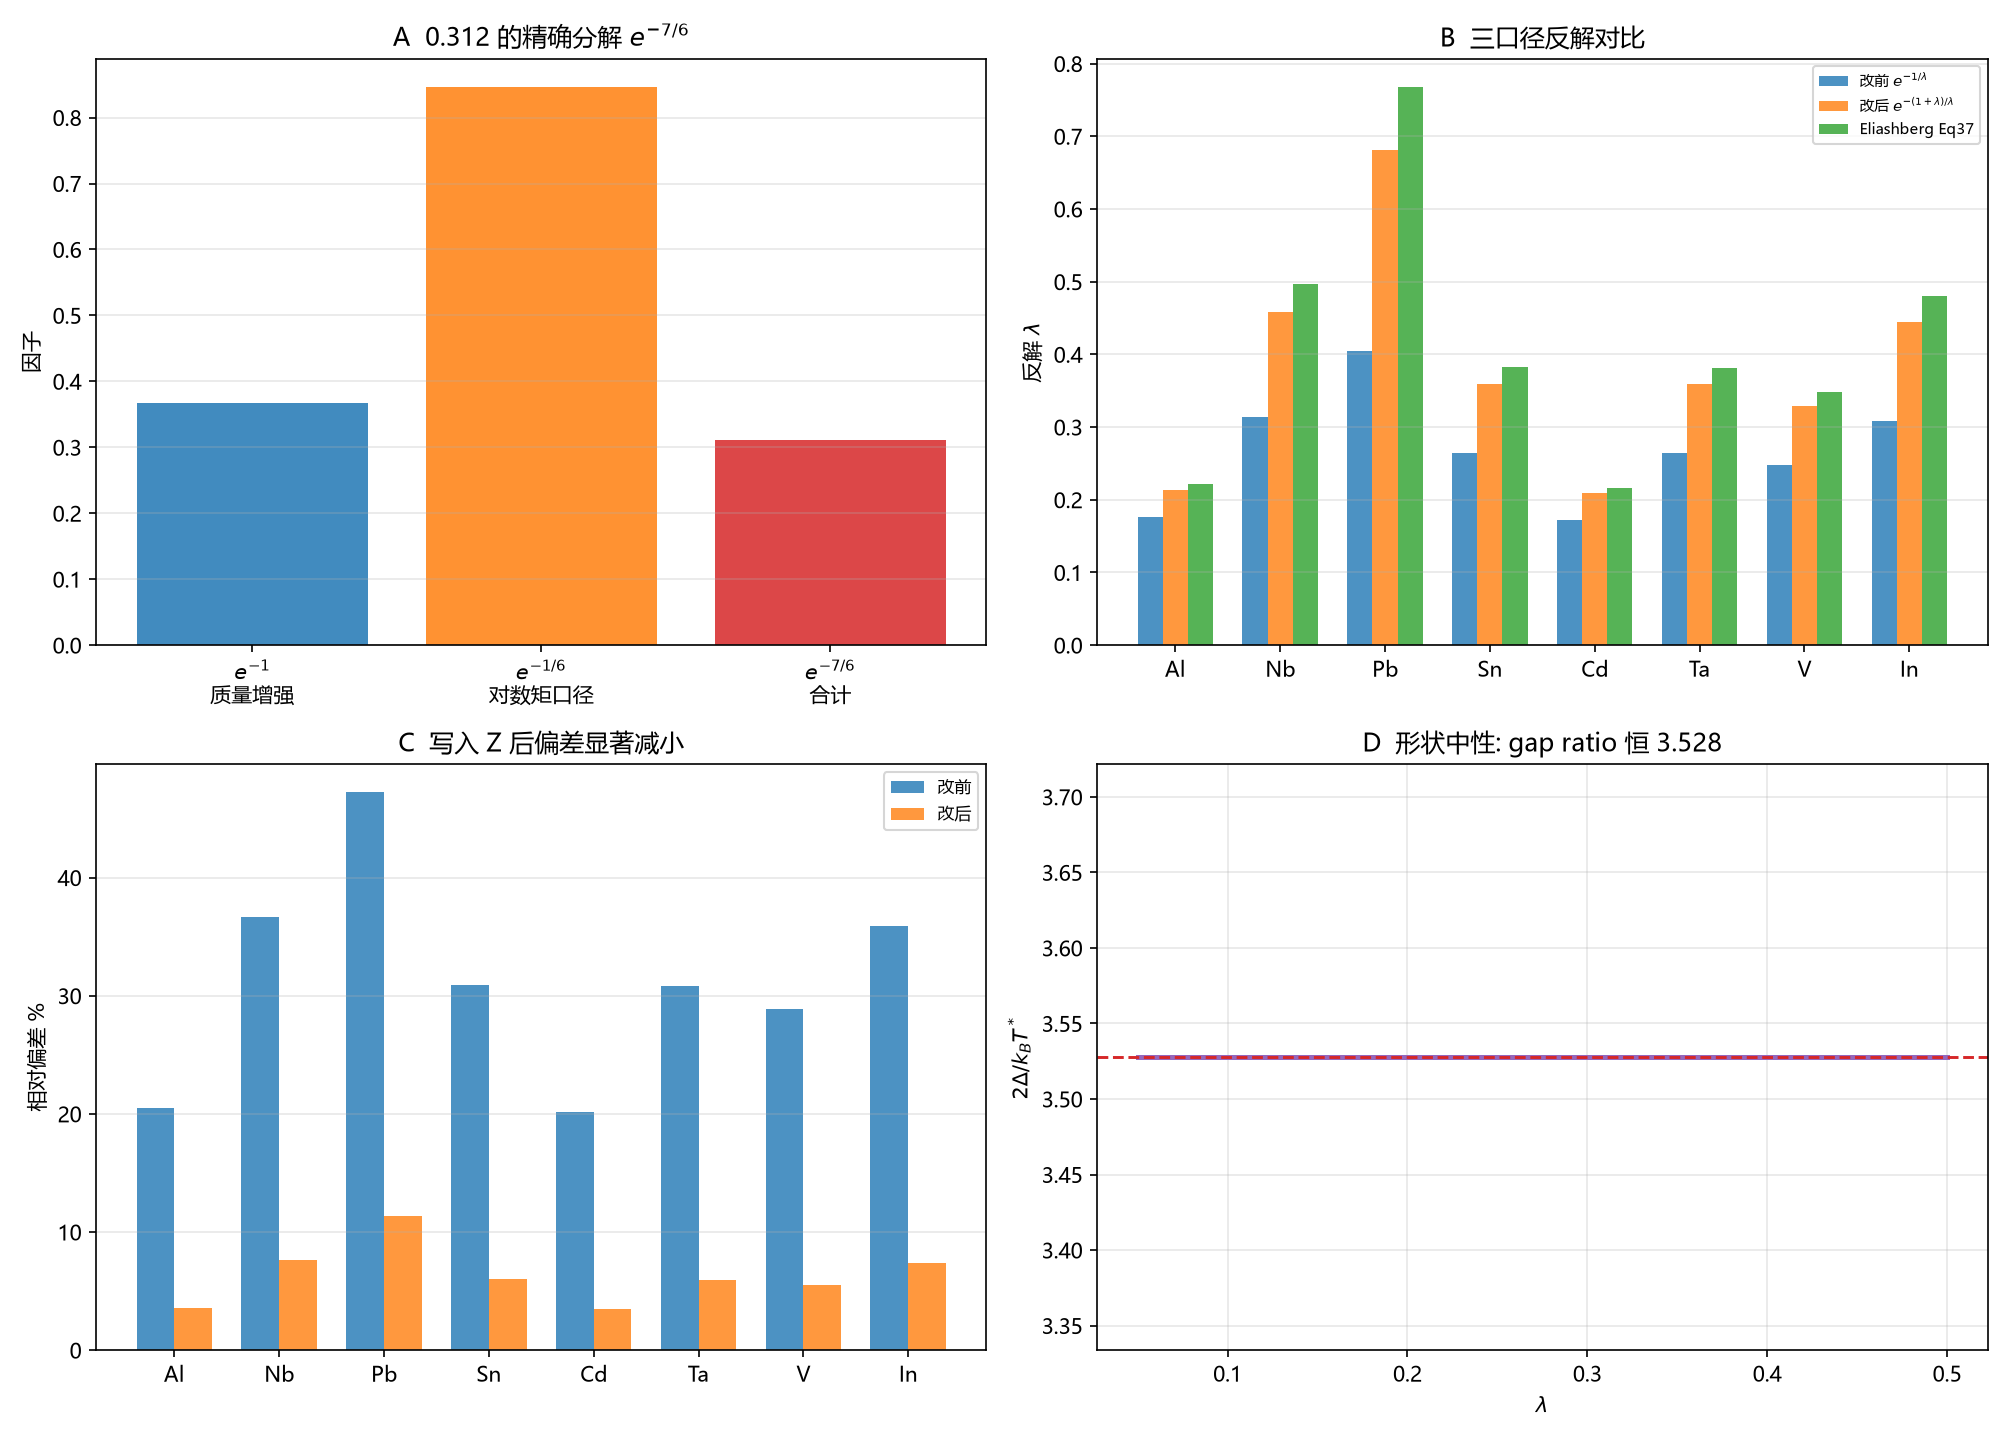 A 0.312 的精确分解 e^{-7/6}
因子
0.8
0.7
0.6
0.5
0.4
0.3
0.2
0.1
0.0
e^{-1}
质量增强
e^{-1/6}
对数矩口径
e^{-7/6}
合计
B 三口径反解对比
反解 λ
0.8
0.7
0.6
0.5
0.4
0.3
0.2
0.1
0.0
改前 e^{-1/λ}
改后 e^{-(1+λ)/λ}
Eliashberg Eq37
Al Nb Pb Sn Cd Ta V In
C 写入 Z 后偏差显著减小
相对偏差 %
40
30
20
10
0
改前
改后
Al Nb Pb Sn Cd Ta V In
D 形状中性: gap ratio 恒 3.528
2Δ/k_BT^*
3.70
3.65
3.60
3.55
3.50
3.45
3.40
3.35
0.1 0.2 0.3 0.4 0.5
λ